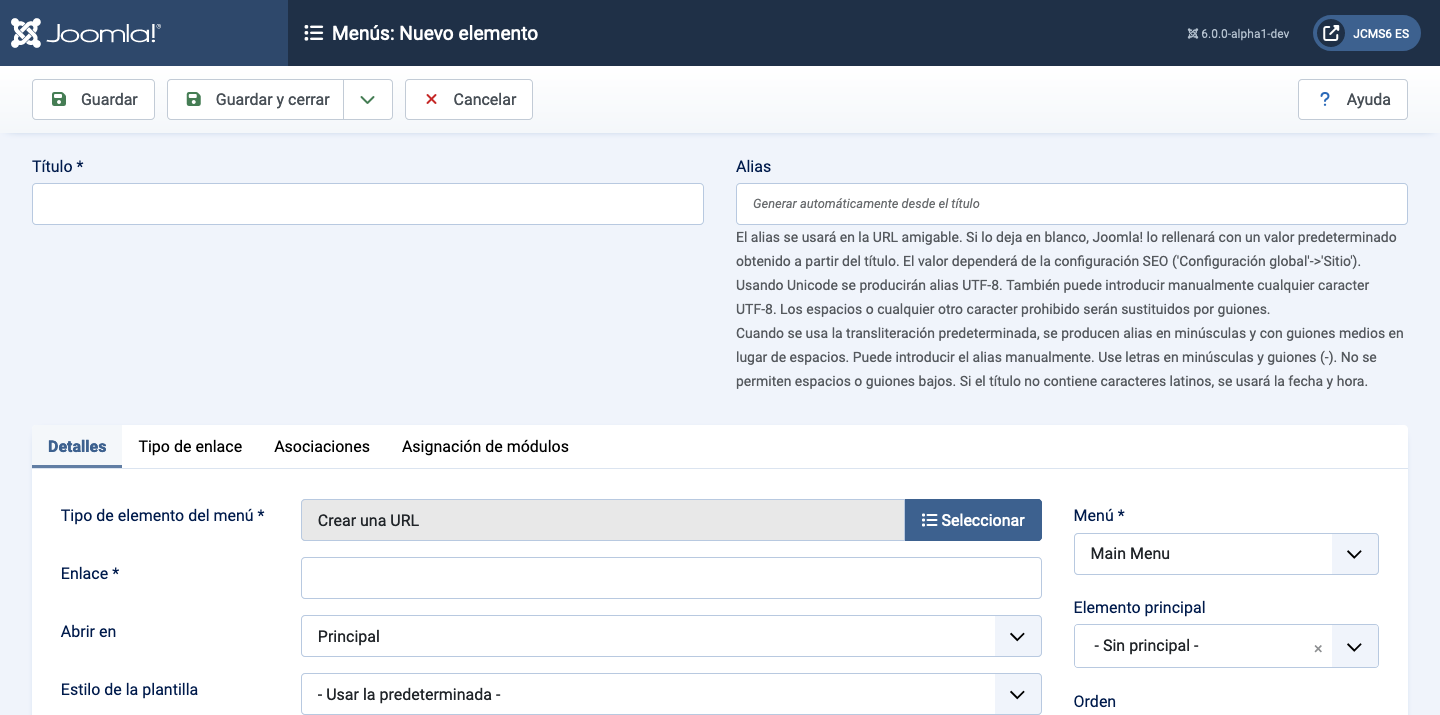 Joomla!®
Menús: Nuevo elemento
6.0.0-alpha1-dev
JCMS6 ES
Guardar
Guardar y cerrar
Cancelar
? Ayuda
Título *
Alias
Generar automáticamente desde el título
El alias se usará en la URL amigable. Si lo deja en blanco, Joomla! lo rellenará con un valor predeterminado
obtenido a partir del título. El valor dependerá de la configuración SEO ('Configuración global'->'Sitio').
Usando Unicode se producirán alias UTF-8. También puede introducir manualmente cualquier caracter
UTF-8. Los espacios o cualquier otro caracter prohibido serán sustituidos por guiones.
Cuando se usa la transliteración predeterminada, se producen alias en minúsculas y con guiones medios en
lugar de espacios. Puede introducir el alias manualmente. Use letras en minúsculas y guiones (-). No se
permiten espacios o guiones bajos. Si el título no contiene caracteres latinos, se usará la fecha y hora.
Detalles
Tipo de enlace
Asociaciones
Asignación de módulos
Tipo de elemento del menú *
Crear una URL
Seleccionar
Enlace *
Abrir en
Principal
Estilo de la plantilla
- Usar la predeterminada -
Menú *
Main Menu
Elemento principal
- Sin principal -
×
Orden